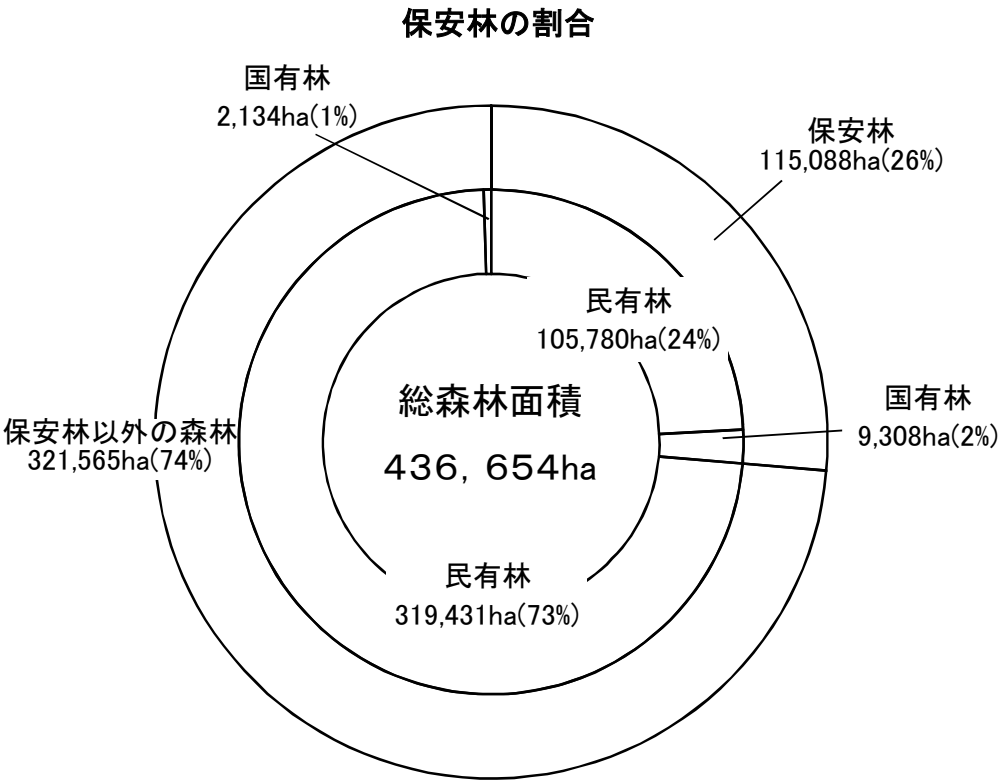 保安林の割合
国有林
2,134ha(1%)
保安林
115,088ha(26%)
民有林
105,780ha(24%)
総森林面積
436，654ha
国有林
9,308ha(2%)
保安林以外の森林
321,565ha(74%)
民有林
319,431ha(73%)